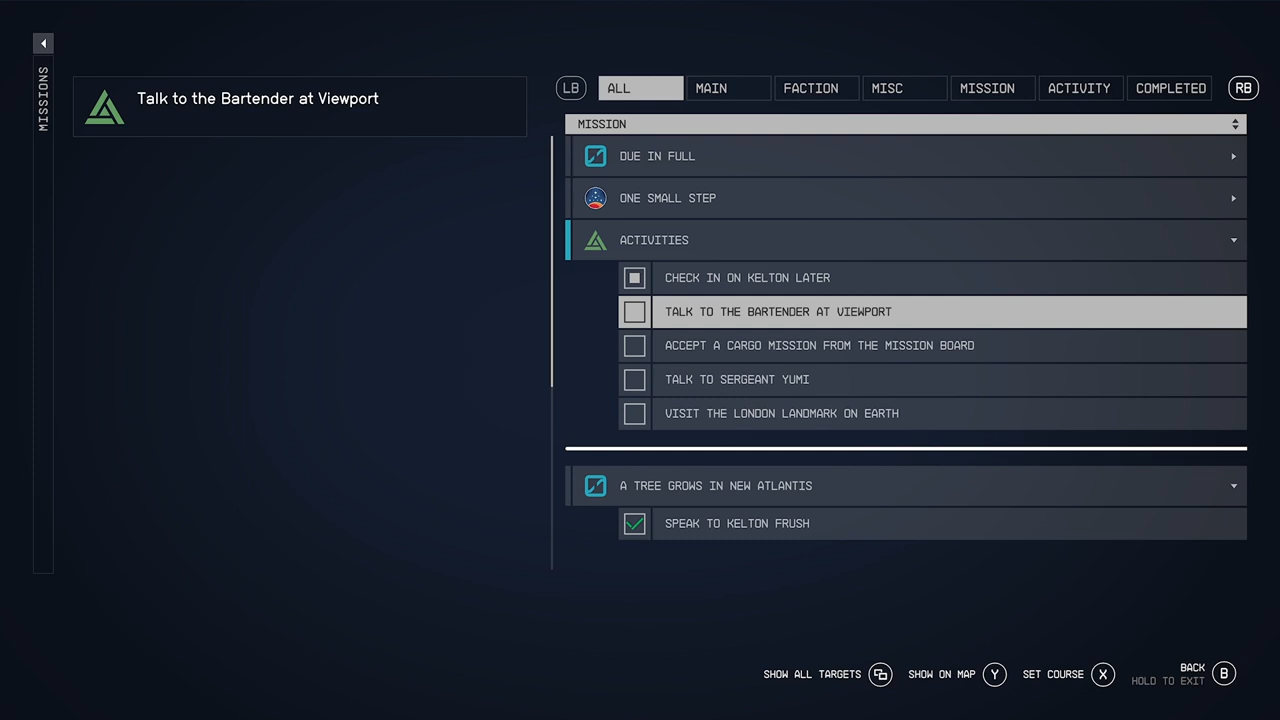 MISSIONS
Talk to the Bartender at Viewport
LB ALL MAIN FACTION MISC MISSION ACTIVITY COMPLETED RB
MISSION
DUE IN FULL
ONE SMALL STEP
ACTIVITIES
CHECK IN ON KELTON LATER
TALK TO THE BARTENDER AT VIEWPORT
ACCEPT A CARGO MISSION FROM THE MISSION BOARD
TALK TO SERGEANT YUMI
VISIT THE LONDON LANDMARK ON EARTH
A TREE GROWS IN NEW ATLANTIS
SPEAK TO KELTON FRUSH
SHOW ALL TARGETS SHOW ON MAP Y SET COURSE X BACK B
HOLD TO EXIT